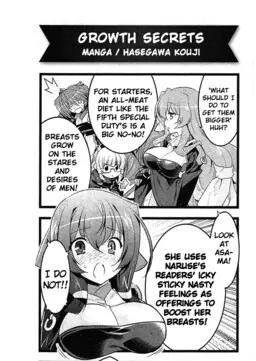 GROWTH SECRETS
MANGA / HASEGAWA KOUJI
"WHAT
SHOULD I
DO TO
GET THEM
BIGGER"
HUH?
FOR STARTERS,
AN ALL-MEAT
DIET LIKE THE
FIFTH SPECIAL
DUTY'S IS A
BIG NO-NO!
BREASTS
GROW
ON THE
STARES
AND
DESIRES
OF MEN!
LOOK
AT
ASA-
MA!
SHE USES
NARUSE'S
READERS' ICKY
STICKY NASTY
FEELINGS AS
OFFERINGS TO
BOOST HER
BREASTS!
I DO
NOT!!